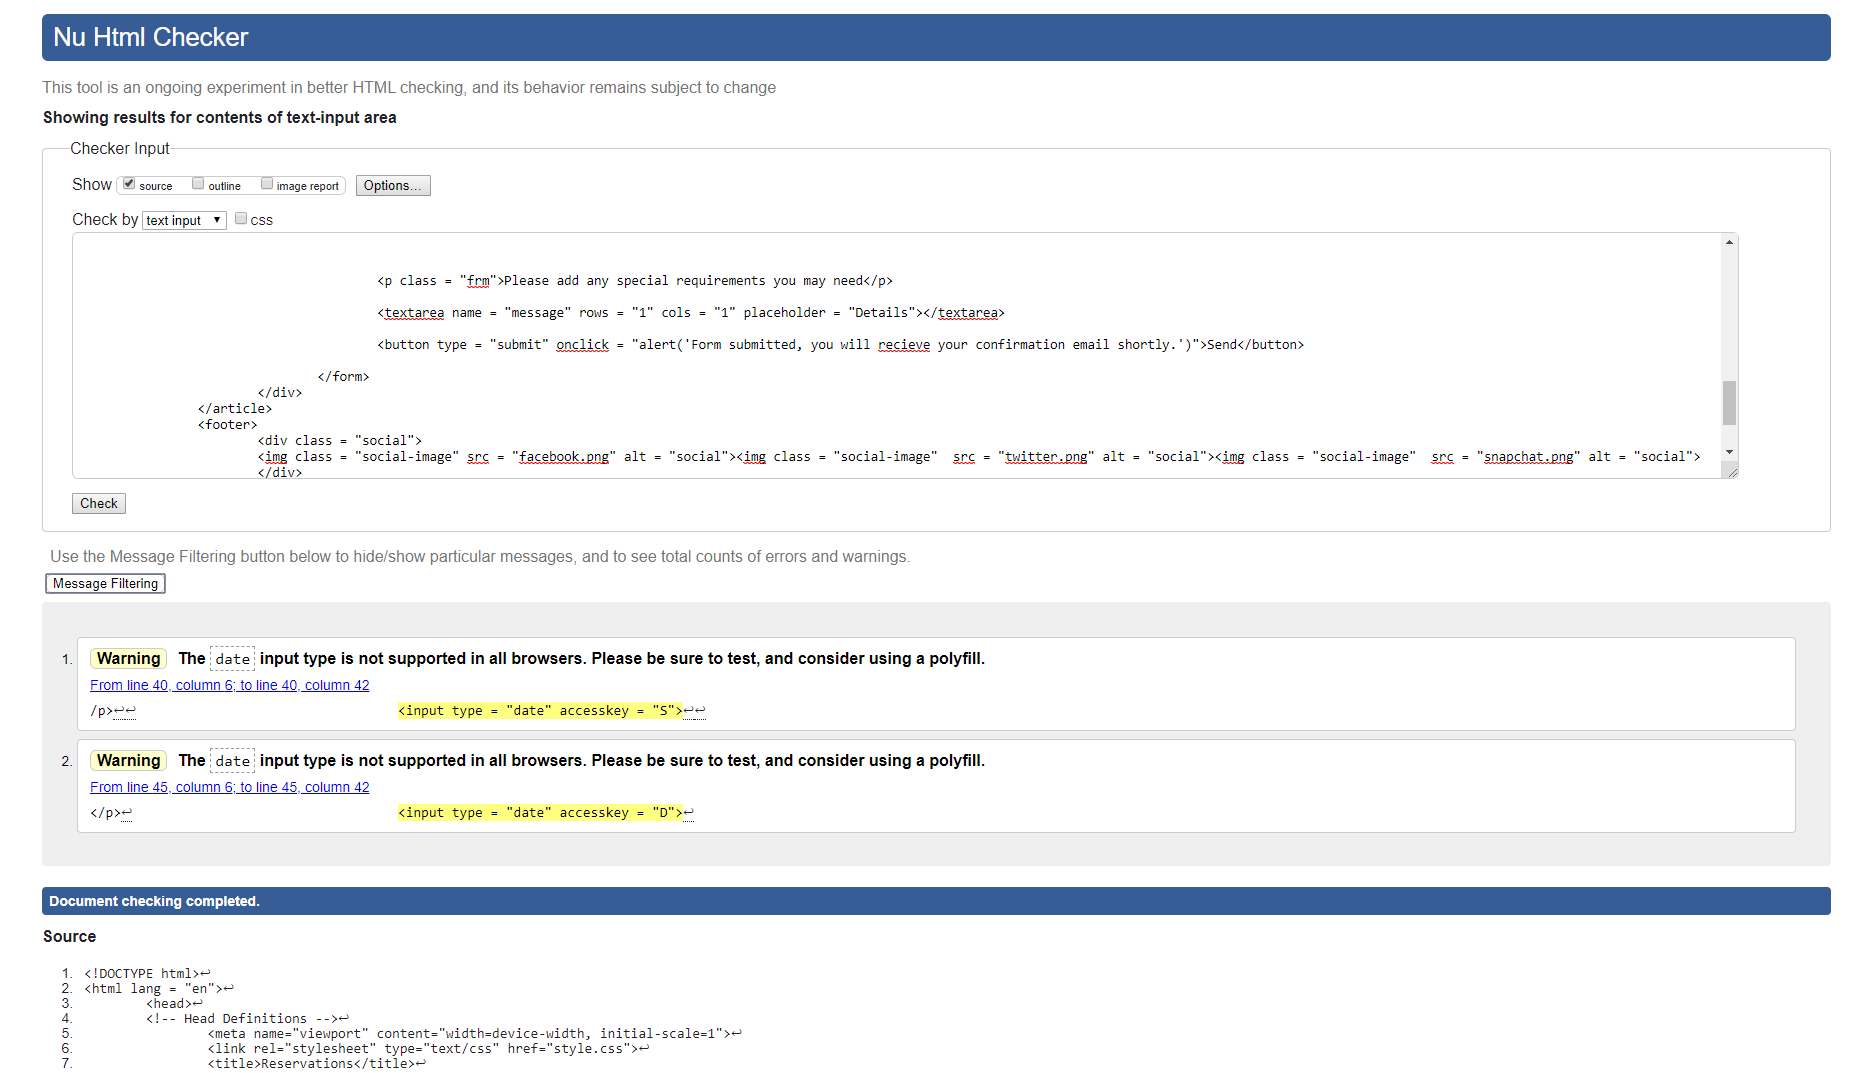 Nu Html Checker
This tool is an ongoing experiment in better HTML checking, and its behavior remains subject to change
Showing results for contents of text-input area
Checker Input
Show source outline image report Options...
Check by text input ▼ css
<p class = "frm">Please add any special requirements you may need</p>
<textarea name = "message" rows = "1" cols = "1" placeholder = "Details"></textarea>
<button type = "submit" onclick = "alert('Form submitted, you will recieve your confirmation email shortly.')">Send</button>
</form>
</div>
</article>
<footer>
<div class = "social">
<img class = "social-image" src = "facebook.png" alt = "social"><img class = "social-image"  src = "twitter.png" alt = "social"><img class = "social-image"  src = "snapchat.png" alt = "social">
</div>
Check
Use the Message Filtering button below to hide/show particular messages, and to see total counts of errors and warnings.
Message Filtering
1. Warning The date input type is not supported in all browsers. Please be sure to test, and consider using a polyfill.
From line 40, column 6; to line 40, column 42
/p>↩↩ <input type = "date" accesskey = "S">↩↩
2. Warning The date input type is not supported in all browsers. Please be sure to test, and consider using a polyfill.
From line 45, column 6; to line 45, column 42
</p>↩ <input type = "date" accesskey = "D">↩
Document checking completed.
Source
1. <!DOCTYPE html>↩
2. <html lang = "en">↩
3. <head>↩
4. <!-- Head Definitions -->↩
5. <meta name="viewport" content="width=device-width, initial-scale=1">↩
6. <link rel="stylesheet" type="text/css" href="style.css">↩
7. <title>Reservations</title>↩